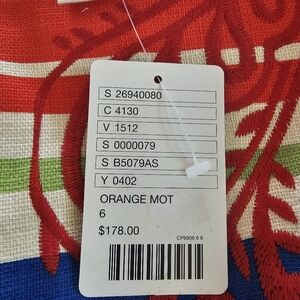 S 26940080
C 4130
V 1512
S 0000079
S B5079AS
Y 0402
ORANGE MOT
6
$178.00
CP6906 6 6